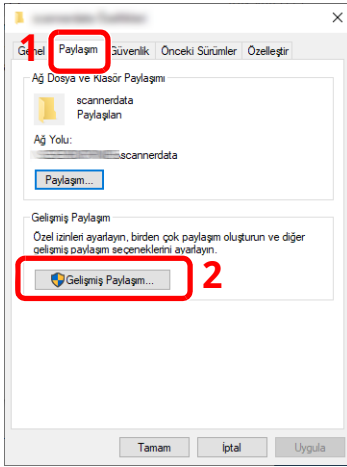 1
Genel Paylaşım Güvenlik Önceki Sürümler Özelleştir
Ağ Dosya ve Klasör Paylaşımı
scannerdata
Paylaşılan
Ağ Yolu:
scannerdata
Paylaşım...
Gelişmiş Paylaşım
Özel izinleri ayarlayın, birden çok paylaşım oluşturun ve diğer
gelişmiş paylaşım seçeneklerini ayarlayın.
Gelişmiş Paylaşım...
2
Tamam İptal Uygula